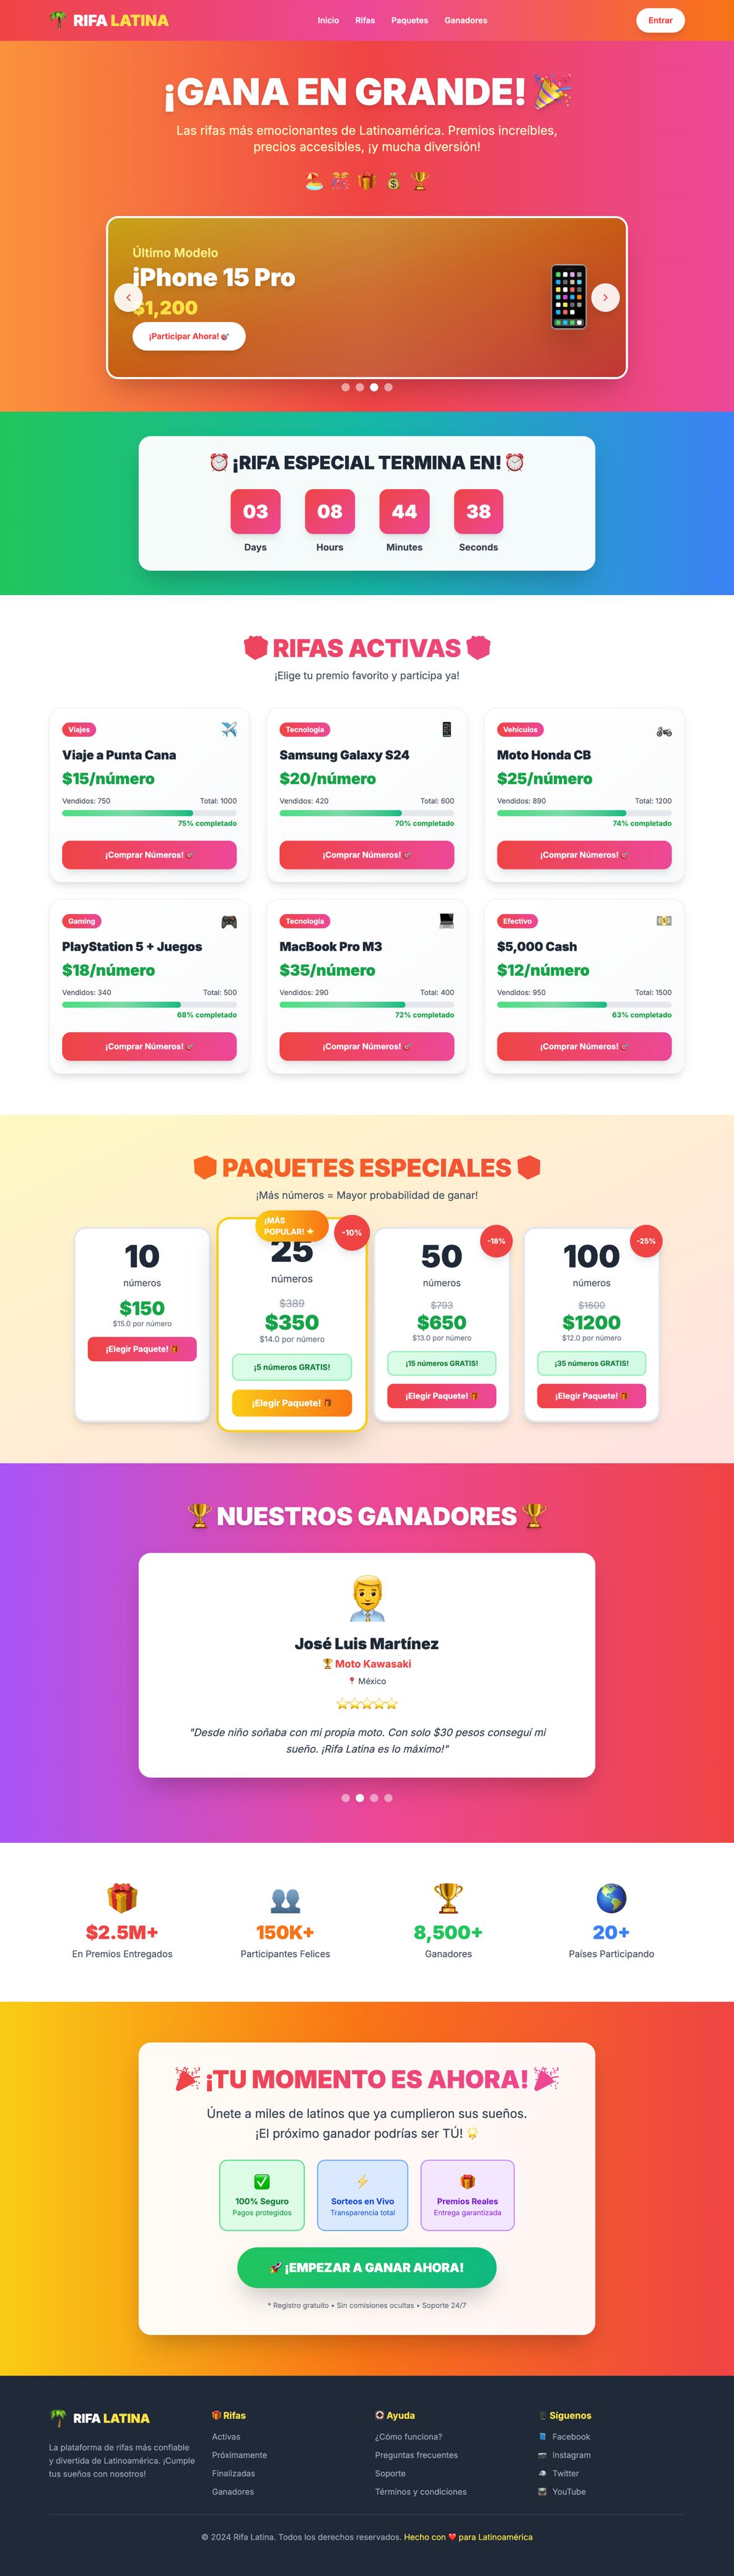 RIFA LATINA
Inicio Rifas Paquetes Ganadores
Entrar
¡GANA EN GRANDE!
Las rifas más emocionantes de Latinoamérica. Premios increíbles,
precios accesibles, ¡y mucha diversión!
Último Modelo
iPhone 15 Pro
$1,200
¡Participar Ahora!
¡RIFA ESPECIAL TERMINA EN!
03 08 44 38
Days Hours Minutes Seconds
RIFAS ACTIVAS
¡Elige tu premio favorito y participa ya!
Viajes
Viaje a Punta Cana
$15/número
Vendidos: 750 Total: 1000
75% completado
¡Comprar Números!
Tecnología
Samsung Galaxy S24
$20/número
Vendidos: 420 Total: 600
70% completado
¡Comprar Números!
Vehículos
Moto Honda CB
$25/número
Vendidos: 890 Total: 1200
74% completado
¡Comprar Números!
Gaming
PlayStation 5 + Juegos
$18/número
Vendidos: 340 Total: 500
68% completado
¡Comprar Números!
Tecnología
MacBook Pro M3
$35/número
Vendidos: 290 Total: 400
72% completado
¡Comprar Números!
Efectivo
$5,000 Cash
$12/número
Vendidos: 950 Total: 1500
63% completado
¡Comprar Números!
PAQUETES ESPECIALES
¡Más números = Mayor probabilidad de ganar!
10
números
$150
$15.0 por número
¡Elegir Paquete!
¡MÁS
POPULAR!
-10%
25
números
$389
$350
$14.0 por número
¡5 números GRATIS!
¡Elegir Paquete!
-18%
50
números
$793
$650
$13.0 por número
¡15 números GRATIS!
¡Elegir Paquete!
-25%
100
números
$1600
$1200
$12.0 por número
¡35 números GRATIS!
¡Elegir Paquete!
NUESTROS GANADORES
José Luis Martínez
Moto Kawasaki
México
"Desde niño soñaba con mi propia moto. Con solo $30 pesos conseguí mi
sueño. ¡Rifa Latina es lo máximo!"
$2.5M+
En Premios Entregados
150K+
Participantes Felices
8,500+
Ganadores
20+
Países Participando
¡TU MOMENTO ES AHORA!
Únete a miles de latinos que ya cumplieron sus sueños.
¡El próximo ganador podrías ser TÚ!
100% Seguro
Pagos protegidos
Sorteos en Vivo
Transparencia total
Premios Reales
Entrega garantizada
¡EMPEZAR A GANAR AHORA!
* Registro gratuito • Sin comisiones ocultas • Soporte 24/7
RIFA LATINA
La plataforma de rifas más confiable
y divertida de Latinoamérica. ¡Cumple
tus sueños con nosotros!
Rifas
Activas
Próximamente
Finalizadas
Ganadores
Ayuda
¿Cómo funciona?
Preguntas frecuentes
Soporte
Términos y condiciones
Síguenos
Facebook
Instagram
Twitter
YouTube
© 2024 Rifa Latina. Todos los derechos reservados. Hecho con ❤️ para Latinoamérica